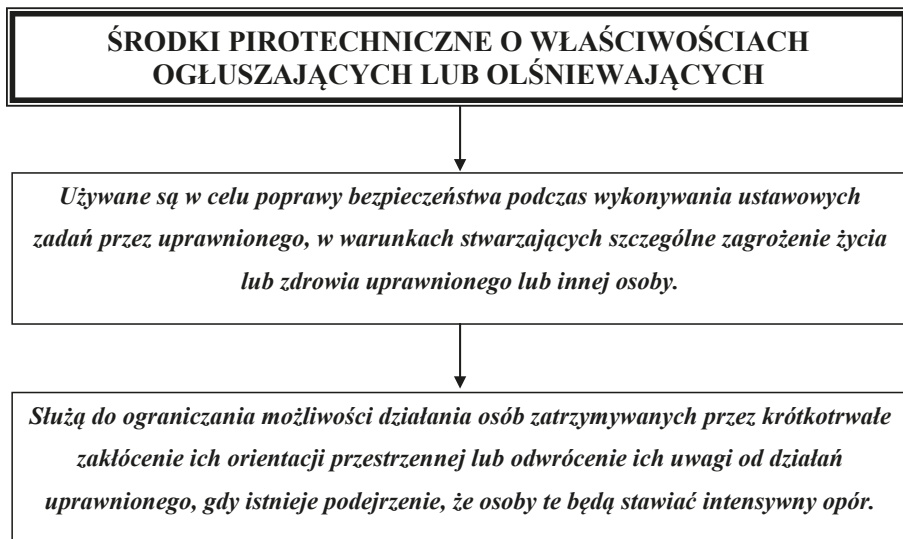 ŚRODKI PIROTECHNICZNE O WŁAŚCIWOŚCIACH
OGŁUSZAJĄCYCH LUB OLŚNIEWAJĄCYCH
Używane są w celu poprawy bezpieczeństwa podczas wykonywania ustawowych
zadań przez uprawnionego, w warunkach stwarzających szczególne zagrożenie życia
lub zdrowia uprawnionego lub innej osoby.
Służą do ograniczania możliwości działania osób zatrzymywanych przez krótkotrwałe
zakłócenie ich orientacji przestrzennej lub odwrócenie ich uwagi od działań
uprawnionego, gdy istnieje podejrzenie, że osoby te będą stawiać intensywny opór.